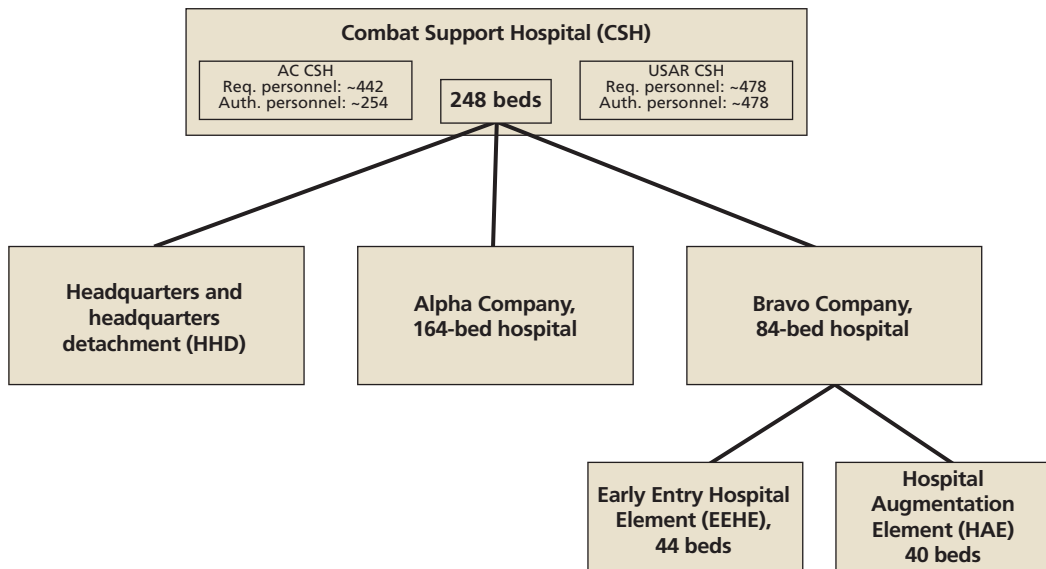 Combat Support Hospital (CSH)
AC CSH
Req. personnel: ~442
Auth. personnel: ~254
248 beds
USAR CSH
Req. personnel: ~478
Auth. personnel: ~478
Headquarters and
headquarters
detachment (HHD)
Alpha Company,
164-bed hospital
Bravo Company,
84-bed hospital
Early Entry Hospital
Element (EEHE),
44 beds
Hospital
Augmentation
Element (HAE)
40 beds